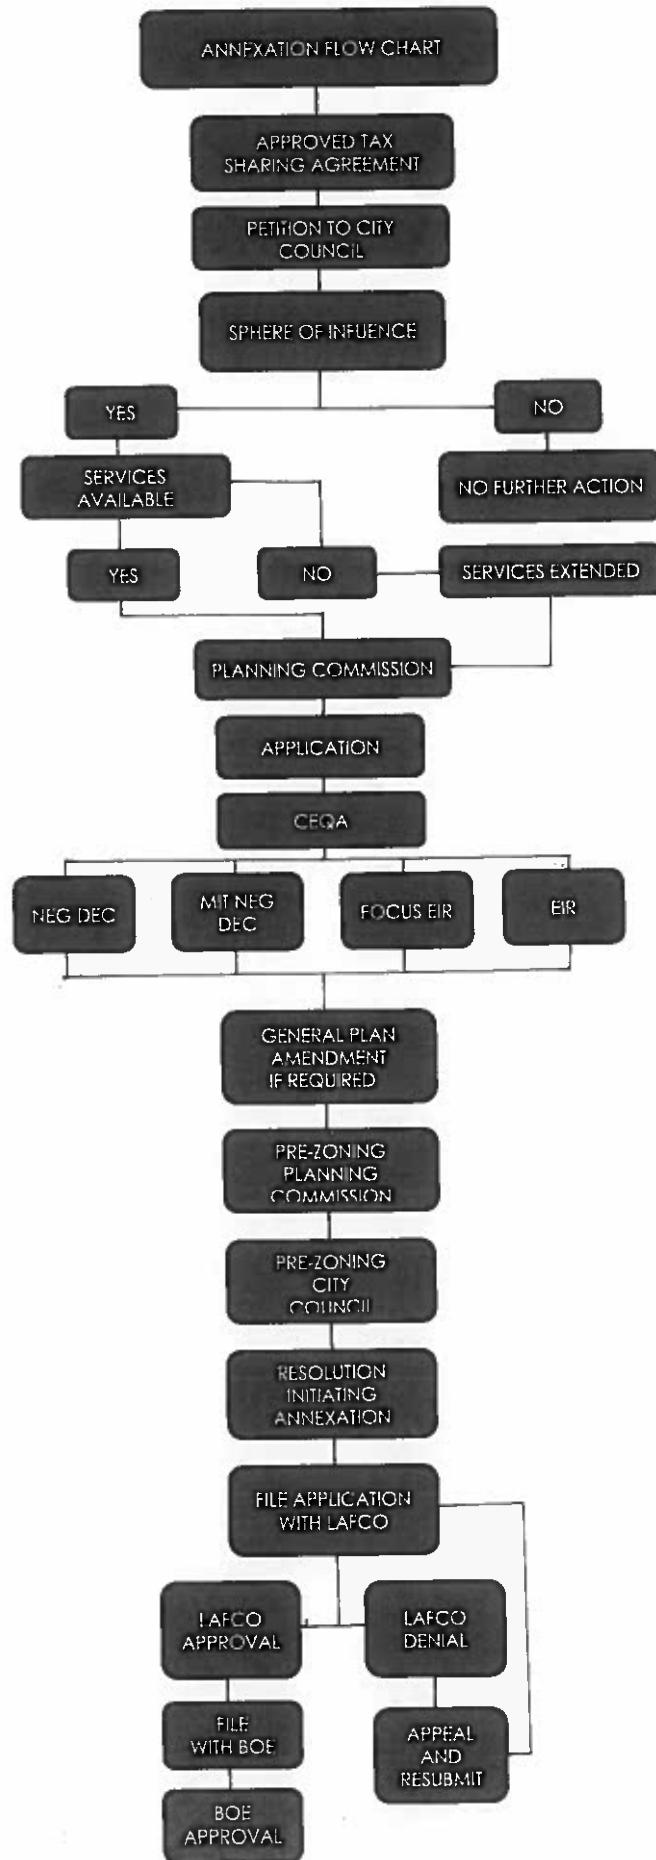 ANNEXATION FLOW CHART
APPROVED TAX
SHARING AGREEMENT
PETITION TO CITY
COUNCIL
SPHERE OF INFUENCE
YES
NO
SERVICES
AVAILABLE
NO FURTHER ACTION
YES
NO
SERVICES EXTENDED
PLANNING COMMISSION
APPLICATION
CEQA
NEG DEC
MIT NEG
DEC
FOCUS EIR
EIR
GENERAL PLAN
AMENDMENT
IF REQUIRED
PRE-ZONING
PLANNING
COMMISSION
PRE-ZONING
CITY
COUNCIL
RESOLUTION
INITIATING
ANNEXATION
FILE APPLICATION
WITH LAFCO
LAFCO
APPROVAL
LAFCO
DENIAL
FILE
WITH BOE
APPEAL
AND
RESUBMIT
BOE
APPROVAL